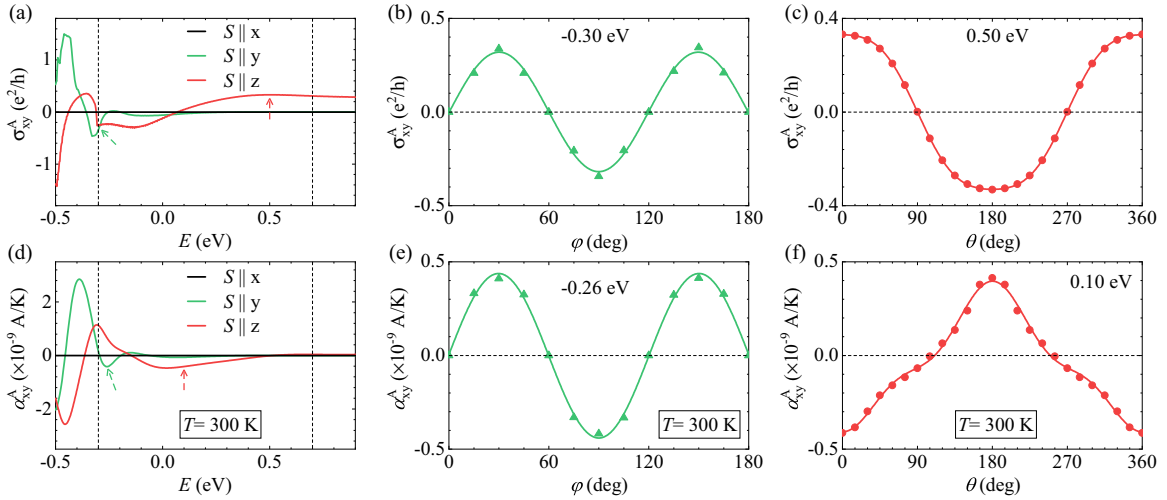 (a)
σ^A_xy (e²/h)
1
0
-1
S || x
S || y
S || z
-0.5 0.0 0.5
E (eV)
(b)
σ^A_xy (e²/h)
0.5
0.0
-0.5
-0.30 eV
0 60 120 180
φ (deg)
(c)
σ^A_xy (e²/h)
0.4
0.0
-0.4
0.50 eV
0 90 180 270 360
θ (deg)
(d)
α^A_xy (×10⁻⁹ A/K)
2
0
-2
S || x
S || y
S || z
T= 300 K
-0.5 0.0 0.5
E (eV)
(e)
α^A_xy (×10⁻⁹ A/K)
0.5
0.0
-0.5
-0.26 eV
T= 300 K
0 60 120 180
φ (deg)
(f)
α^A_xy (×10⁻⁹ A/K)
0.5
0.0
-0.5
0.10 eV
T= 300 K
0 90 180 270 360
θ (deg)